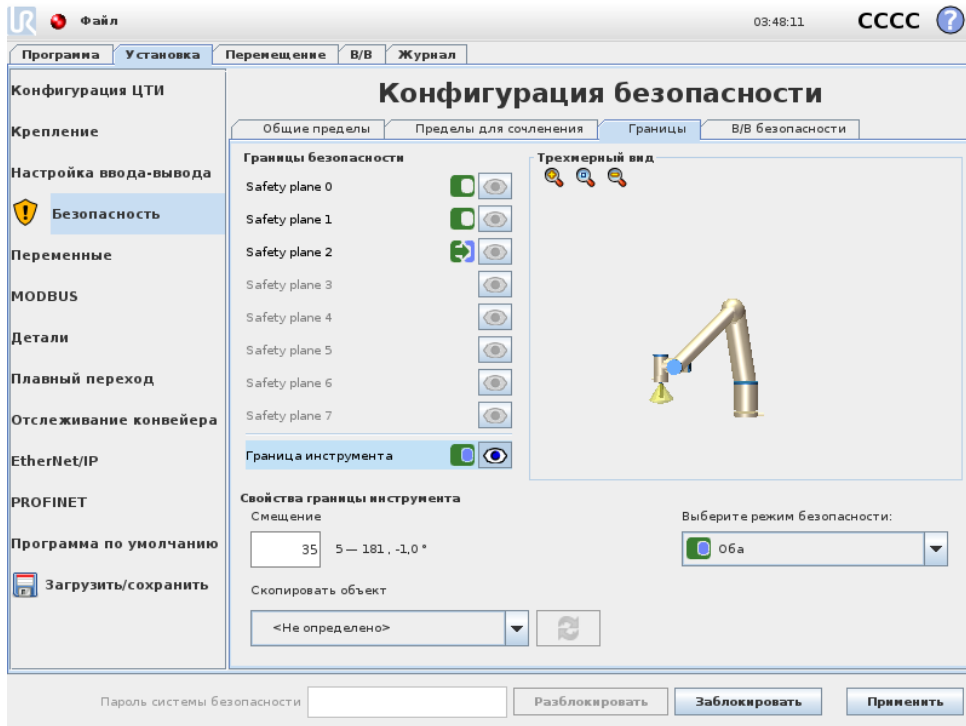 UR Файл 03:48:11 CCCC ?
Программа Установка Перемещение В/В Журнал
Конфигурация ЦТИ
Крепление
Настройка ввода-вывода
Безопасность
Переменные
MODBUS
Детали
Плавный переход
Отслеживание конвейера
EtherNet/IP
PROFINET
Программа по умолчанию
Загрузить/сохранить
Конфигурация безопасности
Общие пределы Пределы для сочленения Границы В/В безопасности
Границы безопасности
Safety plane 0
Safety plane 1
Safety plane 2
Safety plane 3
Safety plane 4
Safety plane 5
Safety plane 6
Safety plane 7
Граница инструмента
Трехмерный вид
Свойства границы инструмента
Смещение
35 5 — 181 , -1,0 °
Скопировать объект
<Не определено>
Выберите режим безопасности:
Оба
Пароль системы безопасности Разблокировать Заблокировать Применить